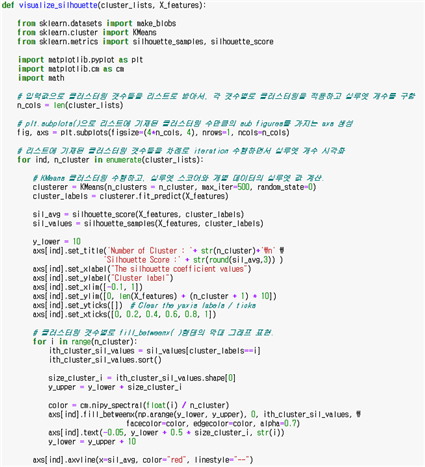 def visualize_silhouette(cluster_lists, X_features):
from sklearn.datasets import make_blobs
from sklearn.cluster import KMeans
from sklearn.metrics import silhouette_samples, silhouette_score
import matplotlib.pyplot as plt
import matplotlib.cm as cm
import math
# 입력값으로 클러스터링 갯수들을 리스트로 받아서, 각 갯수별로 클러스터링을 적용하고 실루엣 개수를 구함
n_cols = len(cluster_lists)
# plt.subplots()으로 리스트에 기재된 클러스터링 수만큼의 sub figures를 가지는 axs 생성
fig, axs = plt.subplots(figsize=(4*n_cols, 4), nrows=1, ncols=n_cols)
# 리스트에 기재된 클러스터링 갯수들을 차례로 iteration 수행하면서 실루엣 개수 시각화
for ind, n_cluster in enumerate(cluster_lists):
# KMeans 클러스터링 수행하고, 실루엣 스코어와 개별 데이터의 실루엣 값 계산.
clusterer = KMeans(n_clusters = n_cluster, max_iter=500, random_state=0)
cluster_labels = clusterer.fit_predict(X_features)
sil_avg = silhouette_score(X_features, cluster_labels)
sil_values = silhouette_samples(X_features, cluster_labels)
y_lower = 10
axs[ind].set_title('Number of Cluster : '+ str(n_cluster)+'₩n' ₩
'Silhouette Score :' + str(round(sil_avg,3)) )
axs[ind].set_xlabel("The silhouette coefficient values")
axs[ind].set_ylabel("Cluster label")
axs[ind].set_xlim([-0.1, 1])
axs[ind].set_ylim([0, len(X_features) + (n_cluster + 1) * 10])
axs[ind].set_yticks([])  # Clear the yaxis labels / ticks
axs[ind].set_xticks([0, 0.2, 0.4, 0.6, 0.8, 1])
# 클러스터링 갯수별로 fill_betweenx( )형태의 막대 그래프 표현.
for i in range(n_cluster):
ith_cluster_sil_values = sil_values[cluster_labels==i]
ith_cluster_sil_values.sort()
size_cluster_i = ith_cluster_sil_values.shape[0]
y_upper = y_lower + size_cluster_i
color = cm.nipy_spectral(float(i) / n_cluster)
axs[ind].fill_betweenx(np.arange(y_lower, y_upper), 0, ith_cluster_sil_values, ₩
facecolor=color, edgecolor=color, alpha=0.7)
axs[ind].text(-0.05, y_lower + 0.5 * size_cluster_i, str(i))
y_lower = y_upper + 10
axs[ind].axvline(x=sil_avg, color="red", linestyle="--")